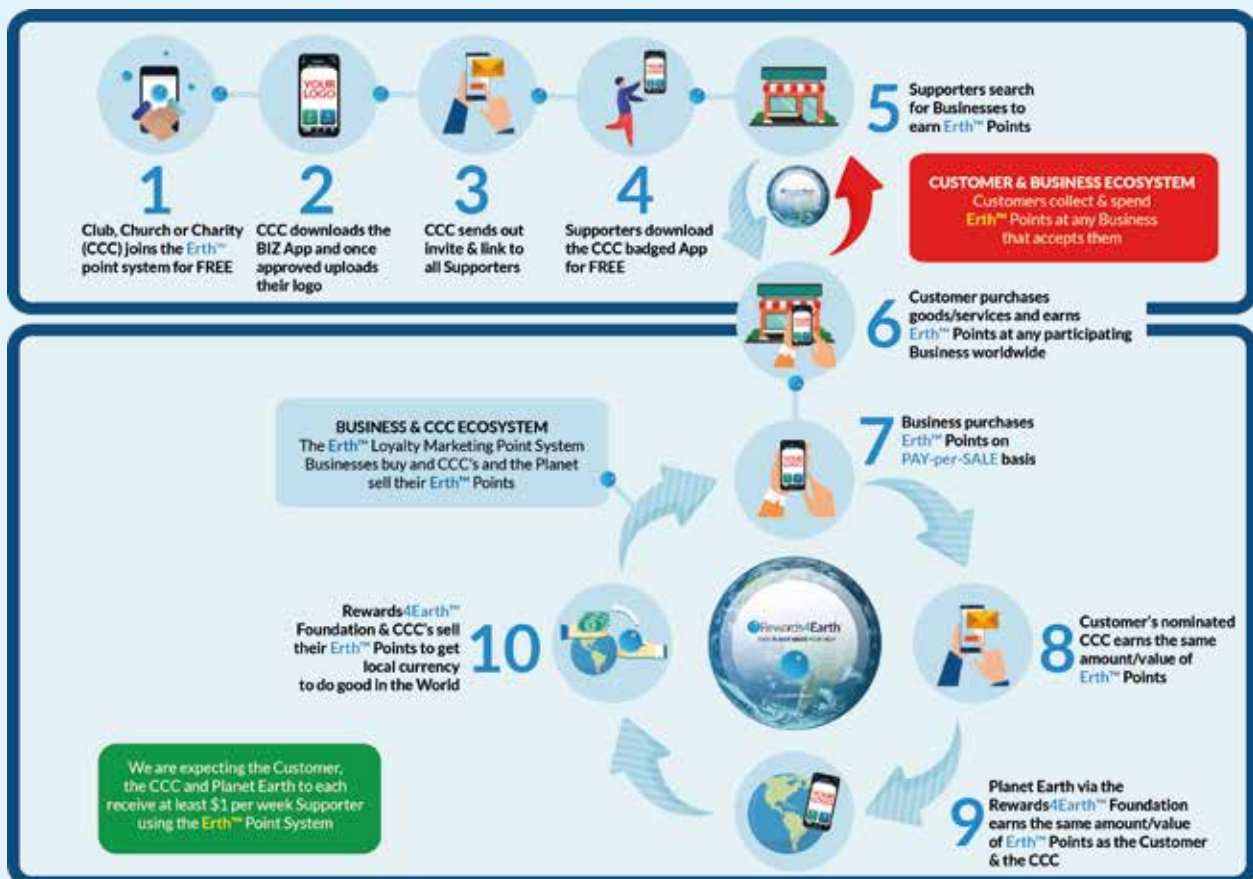 YOUR
LOGO
1
Club, Church or Charity
(CCC) joins the Erth™
point system for FREE
2
CCC downloads the
BIZ App and once
approved uploads
their logo
3
CCC sends out
invite & link to
all Supporters
4
Supporters download
the CCC badged App
for FREE
5
Supporters search
for Businesses to
earn Erth™ Points
CUSTOMER & BUSINESS ECOSYSTEM
Customers collect & spend
Erth™ Points at any Business
that accepts them
6
Customer purchases
goods/services and earns
Erth™ Points at any participating
Business worldwide
BUSINESS & CCC ECOSYSTEM
The Erth™ Loyalty Marketing Point System
Businesses buy and CCC's and the Planet
sell their Erth™ Points
YOUR
LOGO
7
Business purchases
Erth™ Points on
PAY-per-SALE basis
Rewards4Earth
8
Customer's nominated
CCC earns the same
amount/value of
Erth™ Points
YOUR
LOGO
9
Planet Earth via the
Rewards4Earth™ Foundation
earns the same amount/value
of Erth™ Points as the Customer
& the CCC
10
Rewards4Earth™
Foundation & CCC's sell
their Erth™ Points to get
local currency
to do good in the World
We are expecting the Customer,
the CCC and Planet Earth to each
receive at least $1 per week Supporter
using the Erth™ Point System